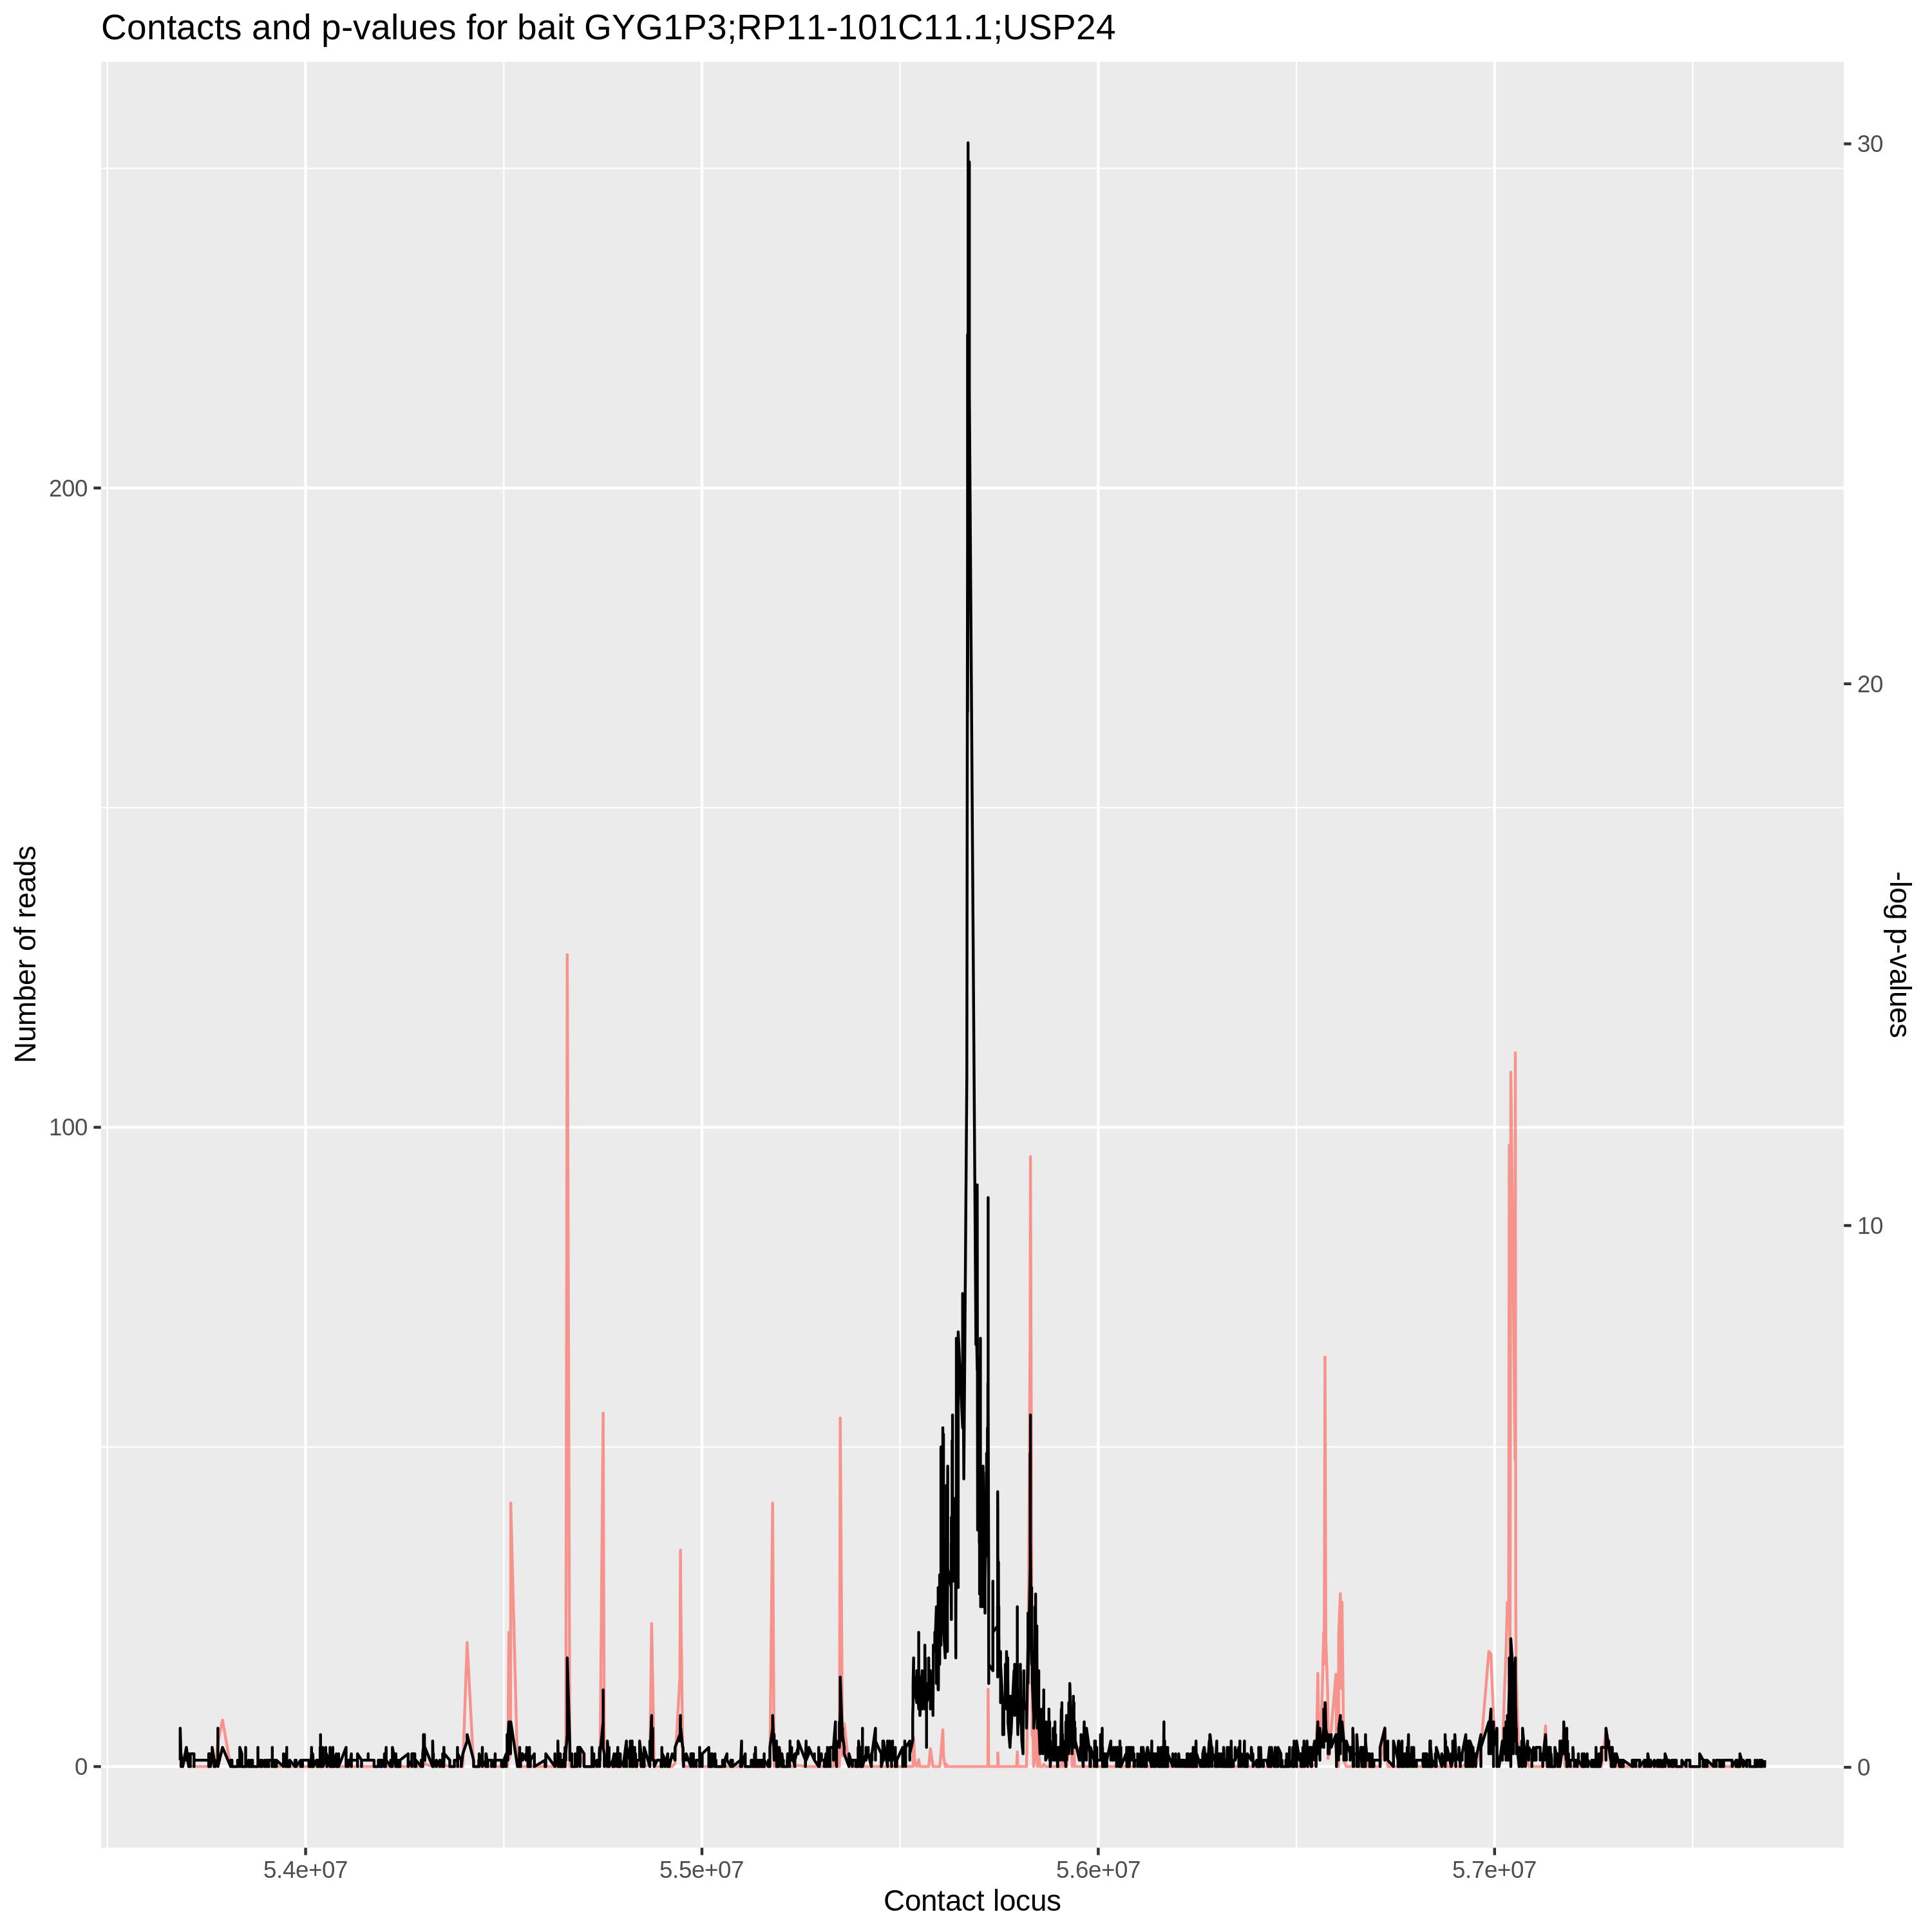 Contacts and p-values for bait GYG1P3;RP11-101C11.1;USP24
30
200
20
Number of reads
-log p-values
100
10
0
0
5.4e+07
5.5e+07
5.6e+07
5.7e+07
Contact locus